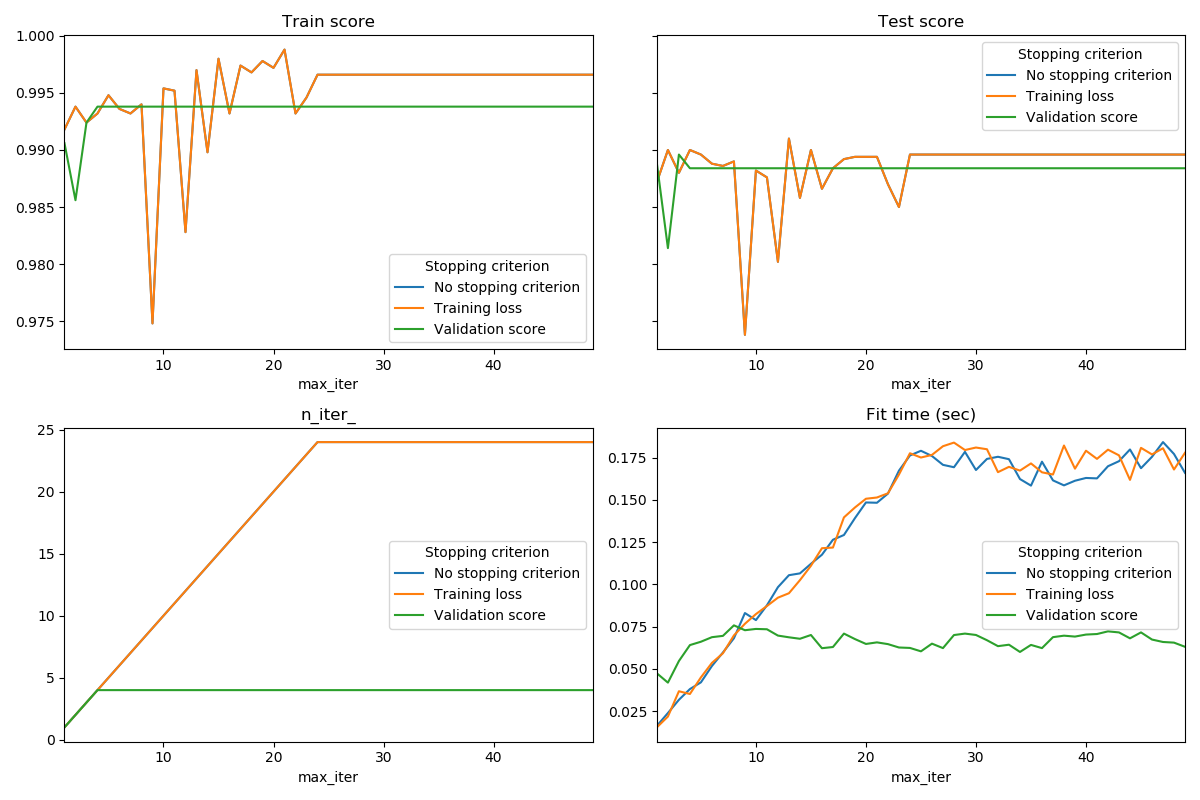 Train score
1.000
0.995
0.990
0.985
0.980
0.975
Stopping criterion
No stopping criterion
Training loss
Validation score
10 20 30 40
max_iter
Test score
Stopping criterion
No stopping criterion
Training loss
Validation score
10 20 30 40
max_iter
n_iter_
25
20
15
10
5
0
Stopping criterion
No stopping criterion
Training loss
Validation score
10 20 30 40
max_iter
Fit time (sec)
0.175
0.150
0.125
0.100
0.075
0.050
0.025
Stopping criterion
No stopping criterion
Training loss
Validation score
10 20 30 40
max_iter